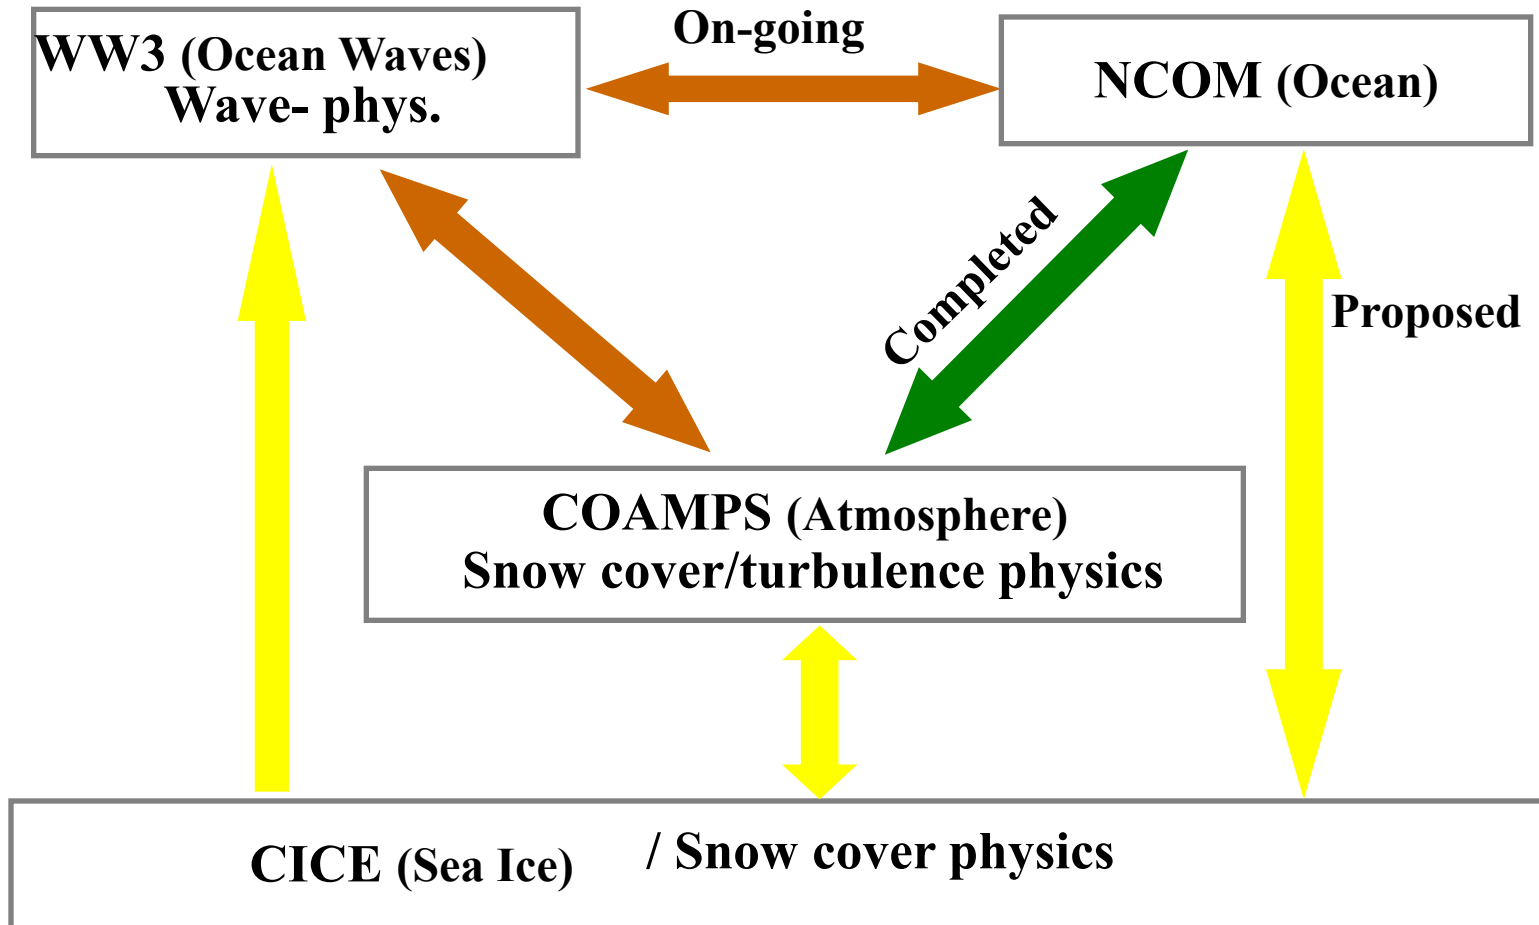 WW3 (Ocean Waves)
Wave- phys.
On-going
NCOM (Ocean)
Completed
Proposed
COAMPS (Atmosphere)
Snow cover/turbulence physics
CICE (Sea Ice) / Snow cover physics